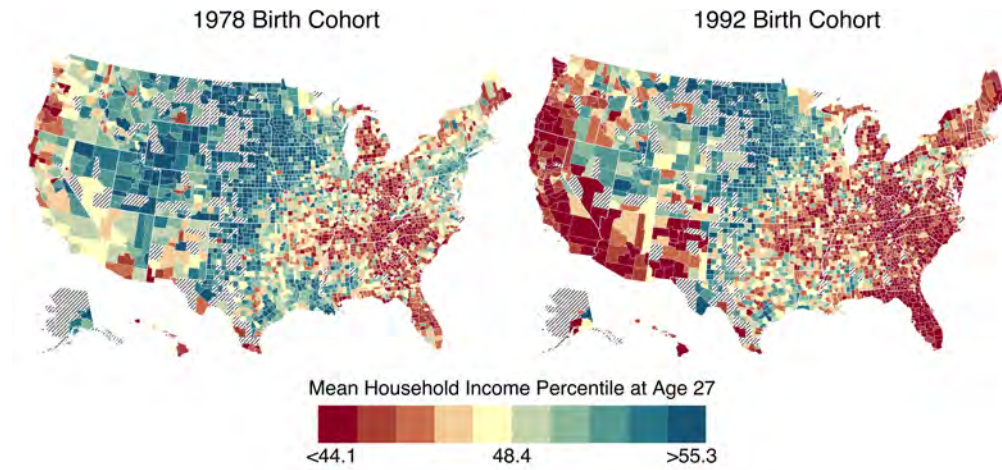 1978 Birth Cohort
1992 Birth Cohort
Mean Household Income Percentile at Age 27
<44.1 48.4 >55.3